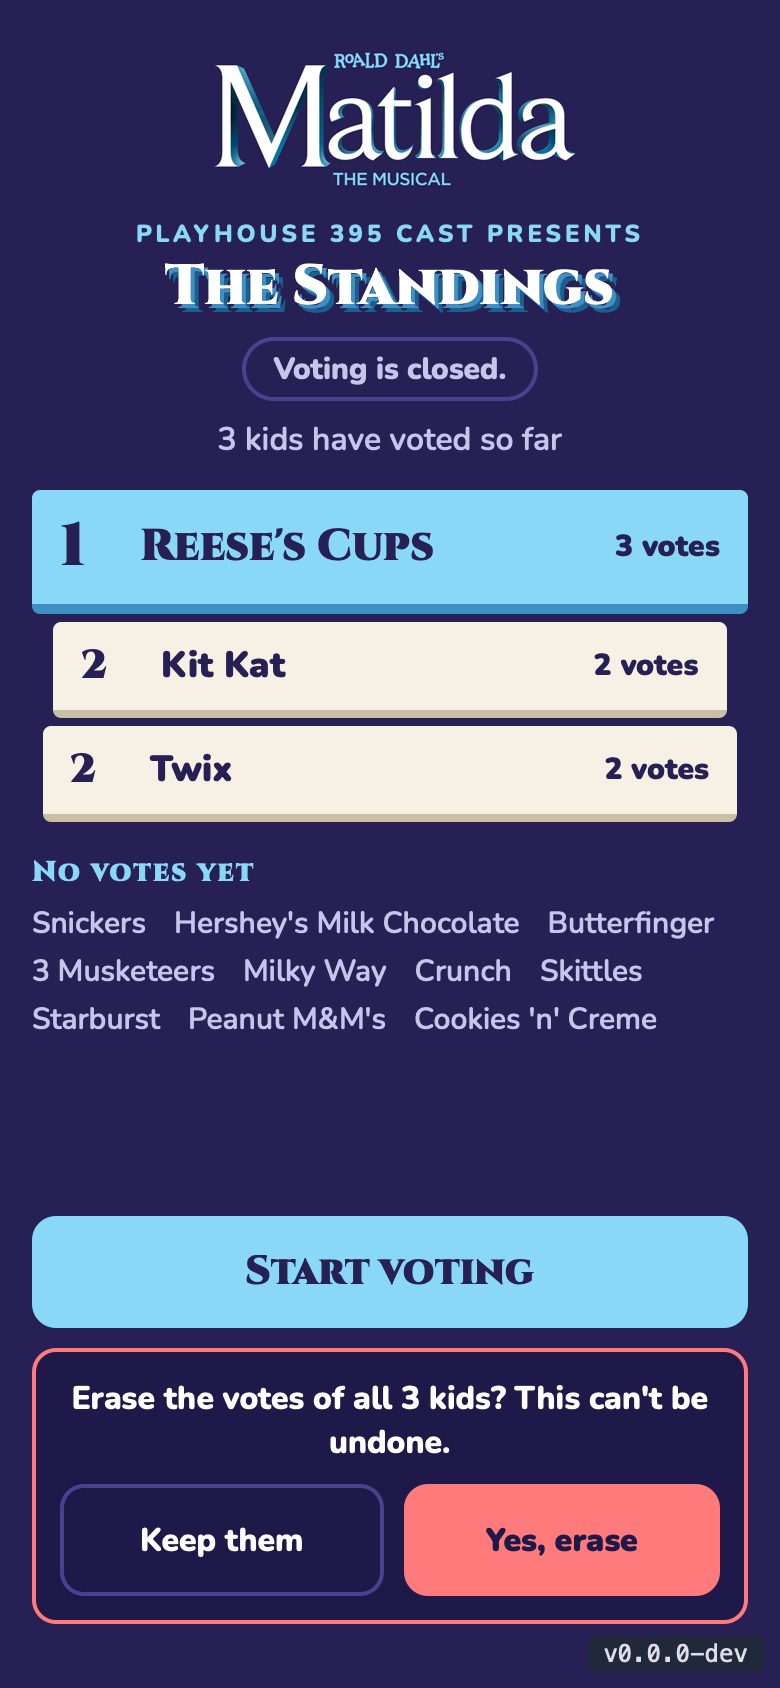 ROALD DAHL'S
Matilda
THE MUSICAL
PLAYHOUSE 395 CAST PRESENTS
The Standings
Voting is closed.
3 kids have voted so far
1 Reese's Cups 3 votes
2 Kit Kat 2 votes
2 Twix 2 votes
No votes yet
Snickers Hershey's Milk Chocolate Butterfinger
3 Musketeers Milky Way Crunch Skittles
Starburst Peanut M&M's Cookies 'n' Creme
Start voting
Erase the votes of all 3 kids? This can't be
undone.
Keep them Yes, erase
v0.0.0-dev